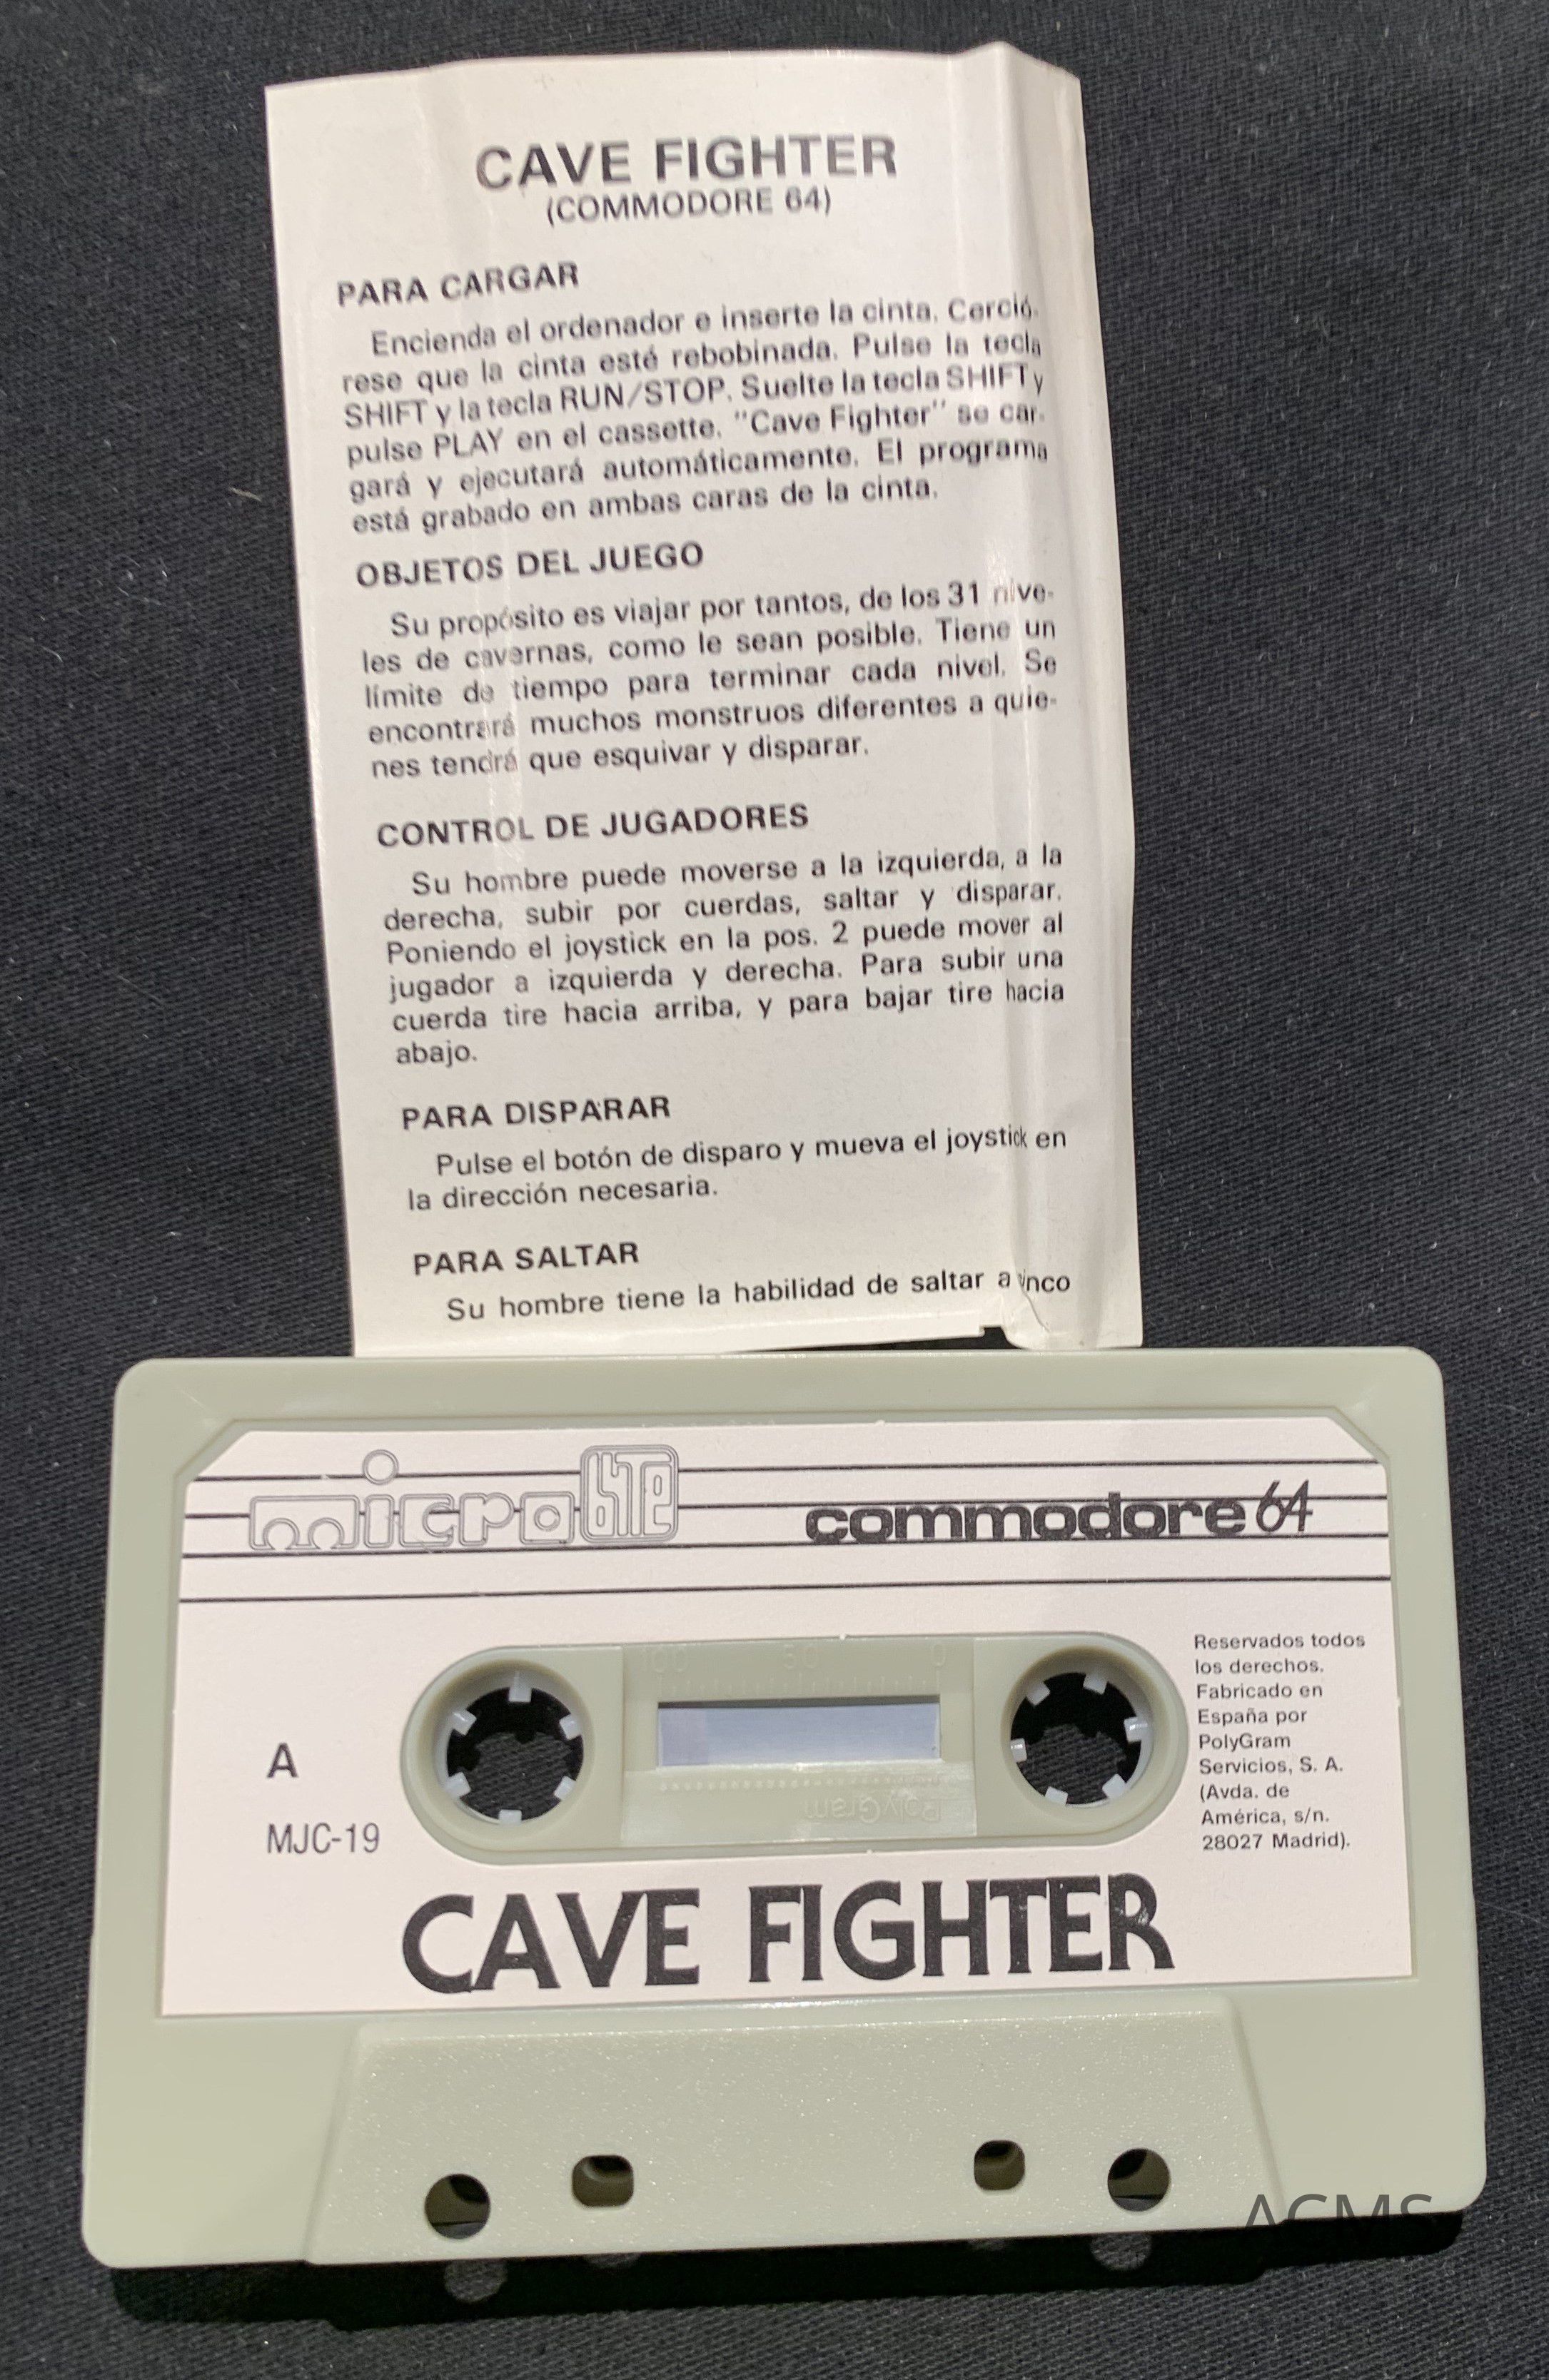 CAVE FIGHTER
(COMMODORE 64)
PARA CARGAR
Encienda el ordenador e inserte la cinta. Cerció-
rese que la cinta esté rebobinada. Pulse la tecla
SHIFT y la tecla RUN/STOP. Suelte la tecla SHIFT y
pulse PLAY en el cassette. "Cave Fighter" se car-
gará y ejecutará automáticamente. El programa
está grabado en ambas caras de la cinta.
OBJETOS DEL JUEGO
Su propósito es viajar por tantos, de los 31 nive-
les de cavernas, como le sean posible. Tiene un
límite de tiempo para terminar cada nivel. Se
encontrará muchos monstruos diferentes a quie-
nes tendrá que esquivar y disparar.
CONTROL DE JUGADORES
Su hombre puede moverse a la izquierda, a la
derecha, subir por cuerdas, saltar y disparar.
Poniendo el joystick en la pos. 2 puede mover al
jugador a izquierda y derecha. Para subir una
cuerda tire hacia arriba, y para bajar tire hacia
abajo.
PARA DISPARAR
Pulse el botón de disparo y mueva el joystick en
la dirección necesaria.
PARA SALTAR
Su hombre tiene la habilidad de saltar a
micro BYTE
commodore 64
100 50 0
Reservados todos
los derechos.
Fabricado en
España por
PolyGram
Servicios, S. A.
(Avda. de
América, s/n.
28027 Madrid).
PolyGram
A
MJC-19
CAVE FIGHTER
ACMS